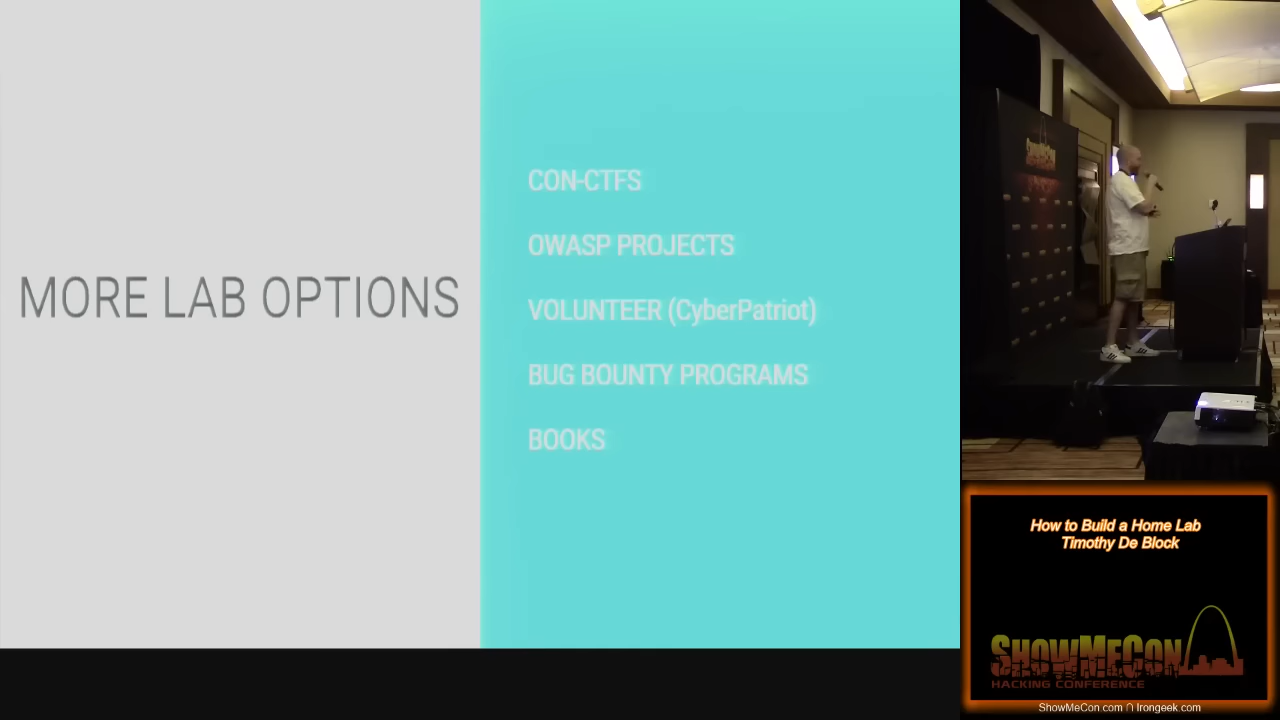 MORE LAB OPTIONS
CON-CTFS
OWASP PROJECTS
VOLUNTEER (CyberPatriot)
BUG BOUNTY PROGRAMS
BOOKS
How to Build a Home Lab
Timothy De Block
SHOWMECON
HACKING CONFERENCE
ShowMeCon.com ∩ Irongeek.com